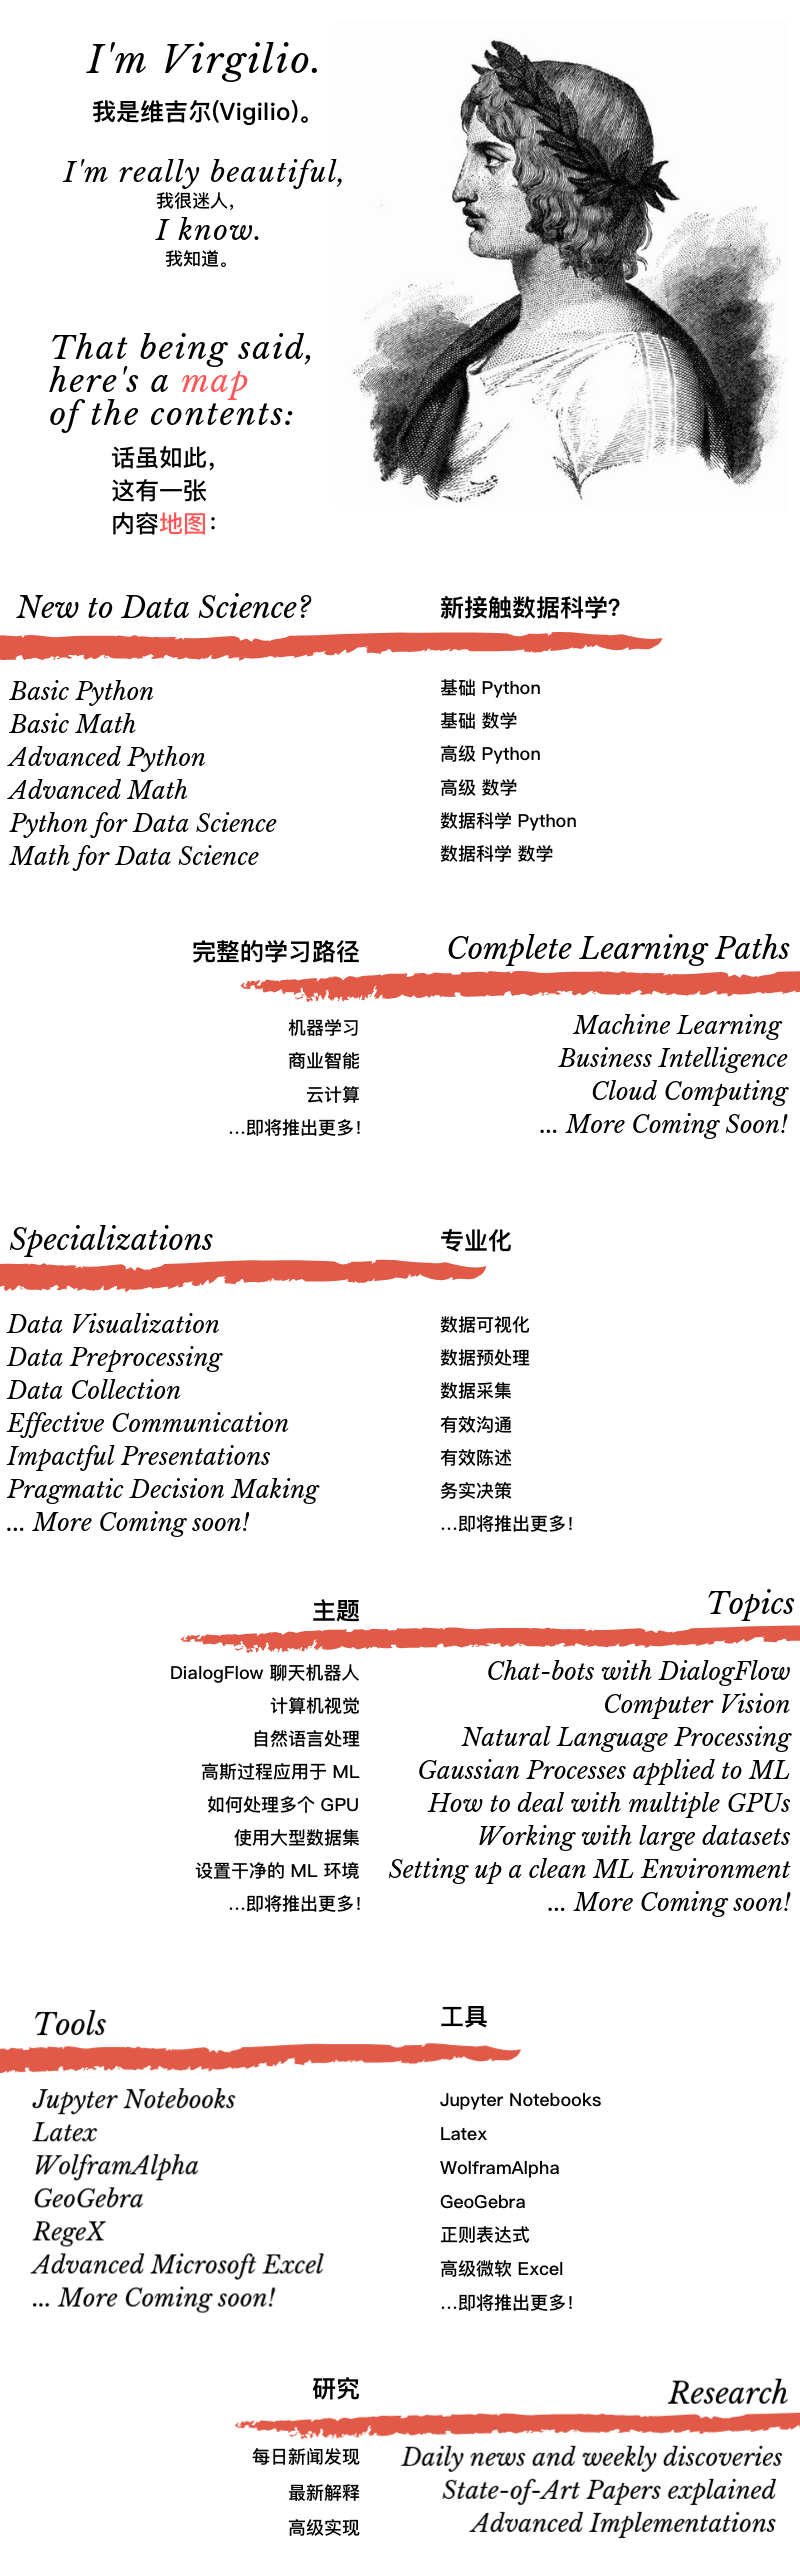 I'm Virgilio.
我是维吉尔(Vigilio)。
I'm really beautiful,
我很迷人，
I know.
我知道。
That being said,
here's a map
of the contents:
话虽如此，
这有一张
内容地图：
New to Data Science?
新接触数据科学？
Basic Python
基础 Python
Basic Math
基础 数学
Advanced Python
高级 Python
Advanced Math
高级 数学
Python for Data Science
数据科学 Python
Math for Data Science
数据科学 数学
完整的学习路径
Complete Learning Paths
机器学习
Machine Learning
商业智能
Business Intelligence
云计算
Cloud Computing
...即将推出更多！
... More Coming Soon!
Specializations
专业化
Data Visualization
数据可视化
Data Preprocessing
数据预处理
Data Collection
数据采集
Effective Communication
有效沟通
Impactful Presentations
有效陈述
Pragmatic Decision Making
务实决策
... More Coming soon!
...即将推出更多！
主题
Topics
DialogFlow 聊天机器人
Chat-bots with DialogFlow
计算机视觉
Computer Vision
自然语言处理
Natural Language Processing
高斯过程应用于 ML
Gaussian Processes applied to ML
如何处理多个 GPU
How to deal with multiple GPUs
使用大型数据集
Working with large datasets
设置干净的 ML 环境
Setting up a clean ML Environment
...即将推出更多！
... More Coming soon!
Tools
工具
Jupyter Notebooks
Jupyter Notebooks
Latex
Latex
WolframAlpha
WolframAlpha
GeoGebra
GeoGebra
RegeX
正则表达式
Advanced Microsoft Excel
高级微软 Excel
... More Coming soon!
...即将推出更多！
研究
Research
每日新闻发现
Daily news and weekly discoveries
最新解释
State-of-Art Papers explained
高级实现
Advanced Implementations